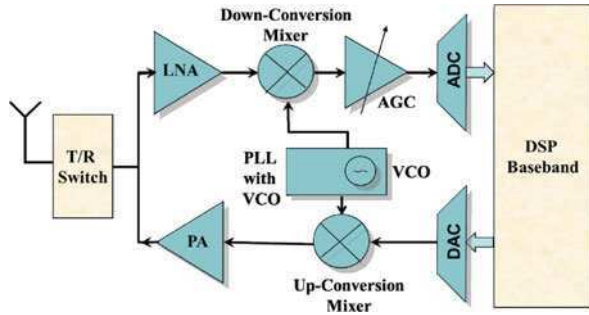 Down-Conversion
Mixer
LNA
AGC
ADC
T/R
Switch
PLL
with
VCO
VCO
DSP
Baseband
PA
DAC
Up-Conversion
Mixer